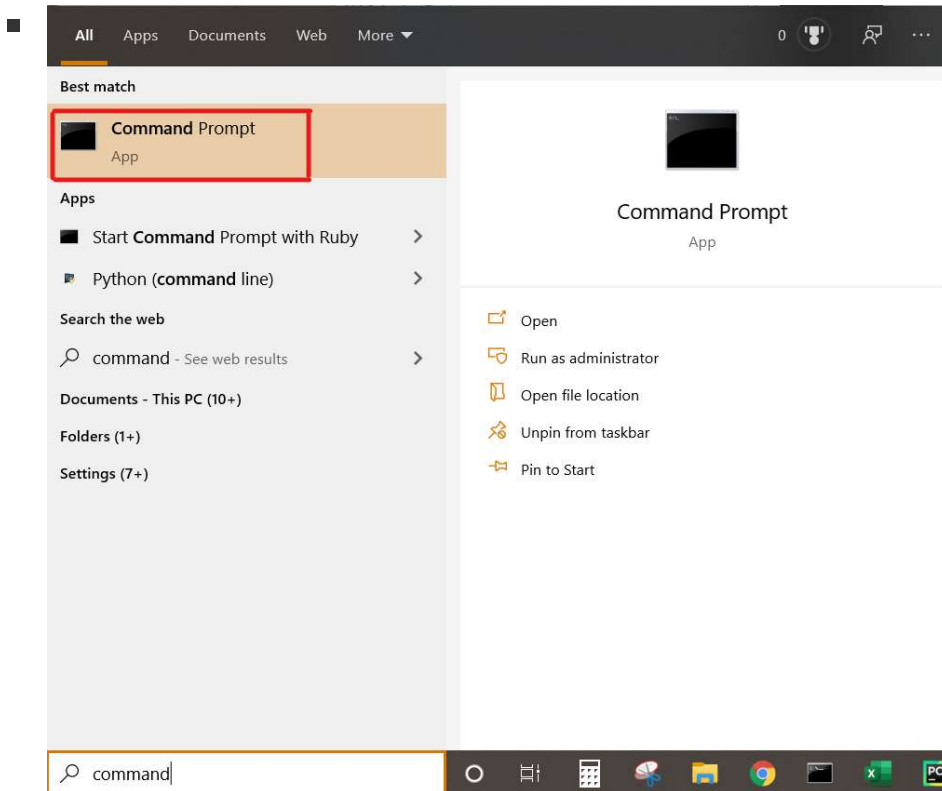 All Apps Documents Web More 0 ...
Best match
Command Prompt
App
Apps
Start Command Prompt with Ruby
Python (command line)
Search the web
command - See web results
Documents - This PC (10+)
Folders (1+)
Settings (7+)
Command Prompt
App
Open
Run as administrator
Open file location
Unpin from taskbar
Pin to Start
command
PC